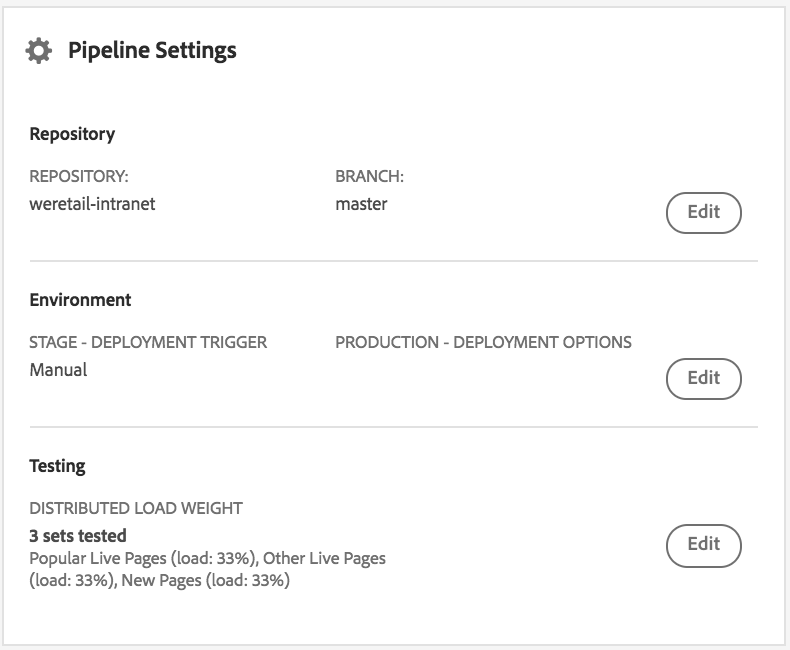 Pipeline Settings
Repository
REPOSITORY:
BRANCH:
weretail-intranet
master
Edit
Environment
STAGE - DEPLOYMENT TRIGGER
PRODUCTION - DEPLOYMENT OPTIONS
Manual
Edit
Testing
DISTRIBUTED LOAD WEIGHT
3 sets tested
Popular Live Pages (load: 33%), Other Live Pages
(load: 33%), New Pages (load: 33%)
Edit